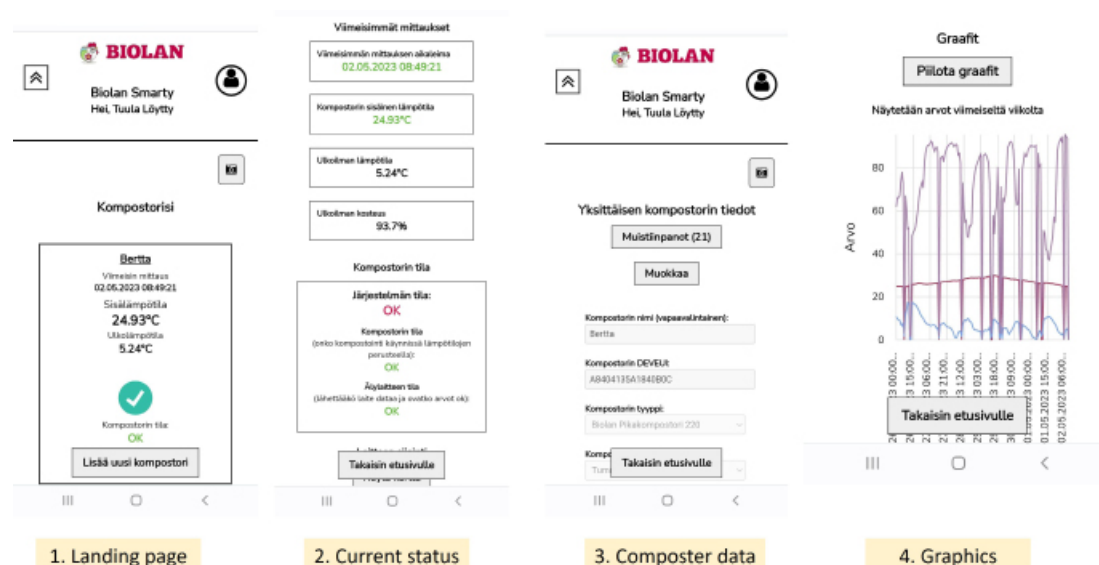 BIOLAN
Biolan Smarty
Hei, Tuula Löytty
Kompostorisi
Bertta
Viimeisin mittaus
02.05.2023 08:49:21
Sisälämpötila
24.93°C
Ulkolämpötila
5.24°C
Kompostorin tila:
OK
Lisää uusi kompostori
1. Landing page
Viimeisimmät mittaukset
Viimeisimmän mittauksen aikaleima
02.05.2023 08:49:21
Kompostorin sisäinen lämpötila
24.93°C
Ulkoilman lämpötila
5.24°C
Ulkoilman kosteus
93.7%
Kompostorin tila
Järjestelmän tila:
OK
Kompostorin tila
(onko kompostointi käynnissä lämpötilojen
perusteella):
OK
Älylaitteen tila
(lähettääkö laite dataa ja ovatko arvot ok):
OK
Takaisin etusivulle
2. Current status
BIOLAN
Biolan Smarty
Hei, Tuula Löytty
Yksittäisen kompostorin tiedot
Muistiinpanot (21)
Muokkaa
Kompostorin nimi (vapaavalintainen):
Bertta
Kompostorin DEVEUI:
A8404135A1840B0C
Kompostorin tyyppi:
Biolan Pikakompostori 220
Takaisin etusivulle
3. Composter data
Graafit
Piilota graafit
Näytetään arvot viimeiseltä viikolta
Arvo
80
60
40
20
0
01.05.2023 15:00...
02.05.2023 06:00...
Takaisin etusivulle
4. Graphics